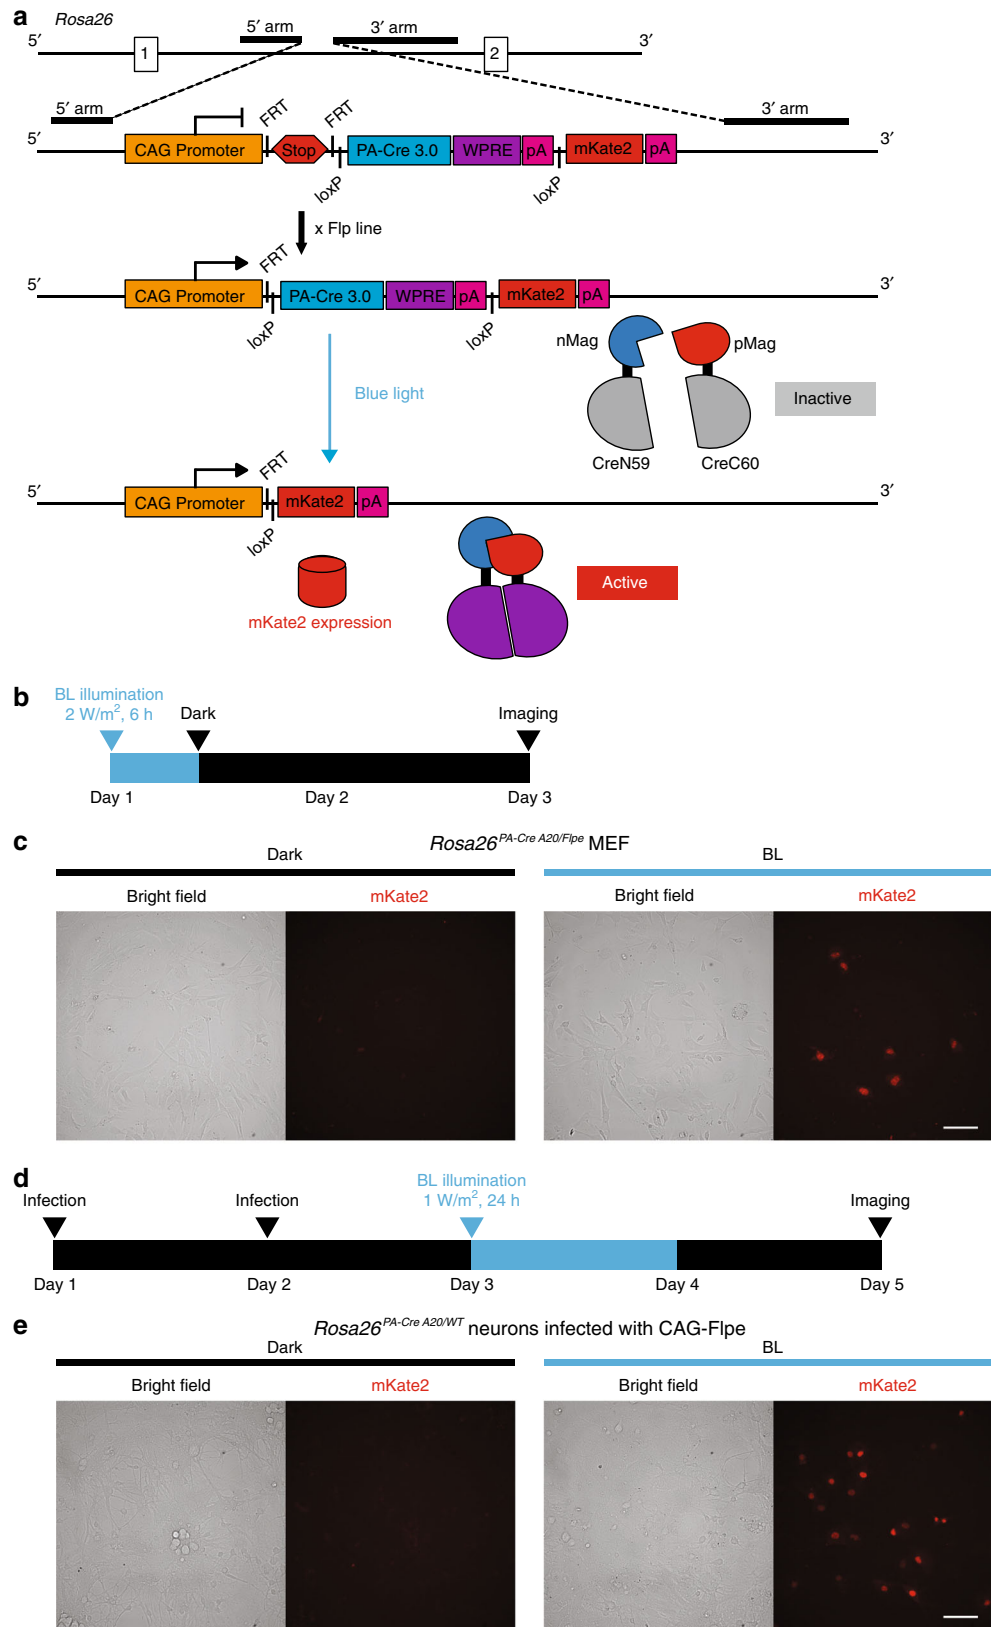 a
Rosa26
5′ arm
3′ arm
5′
1
2
3′
5′ arm
3′ arm
FRT
FRT
5′
CAG Promoter
Stop
PA-Cre 3.0
WPRE
pA
mKate2
pA
3′
loxP
loxP
x Flp line
FRT
5′
CAG Promoter
PA-Cre 3.0
WPRE
pA
mKate2
pA
3′
loxP
loxP
nMag
pMag
Blue light
Inactive
CreN59
CreC60
FRT
5′
CAG Promoter
mKate2
pA
3′
loxP
Active
mKate2 expression
b
BL illumination
2 W/m², 6 h
Dark
Imaging
Day 1
Day 2
Day 3
c
Rosa26^PA-Cre A20/Flpe MEF
Dark
BL
Bright field
mKate2
Bright field
mKate2
d
BL illumination
1 W/m², 24 h
Infection
Infection
Imaging
Day 1
Day 2
Day 3
Day 4
Day 5
e
Rosa26^PA-Cre A20/WT neurons infected with CAG-Flpe
Dark
BL
Bright field
mKate2
Bright field
mKate2